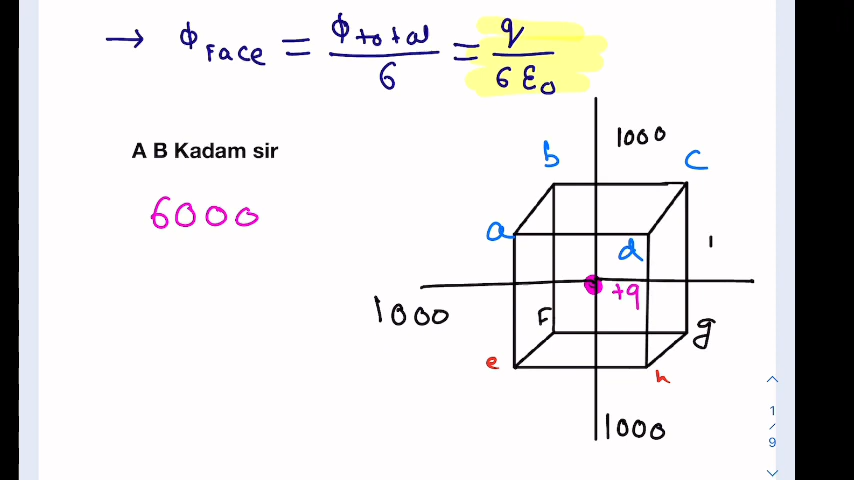 → ϕFace = ϕtotal/6 = q/6ε₀
A B Kadam sir
6000
1000
b
c
a
d
1
+q
1000
F
g
e
h
1000
1
/
9